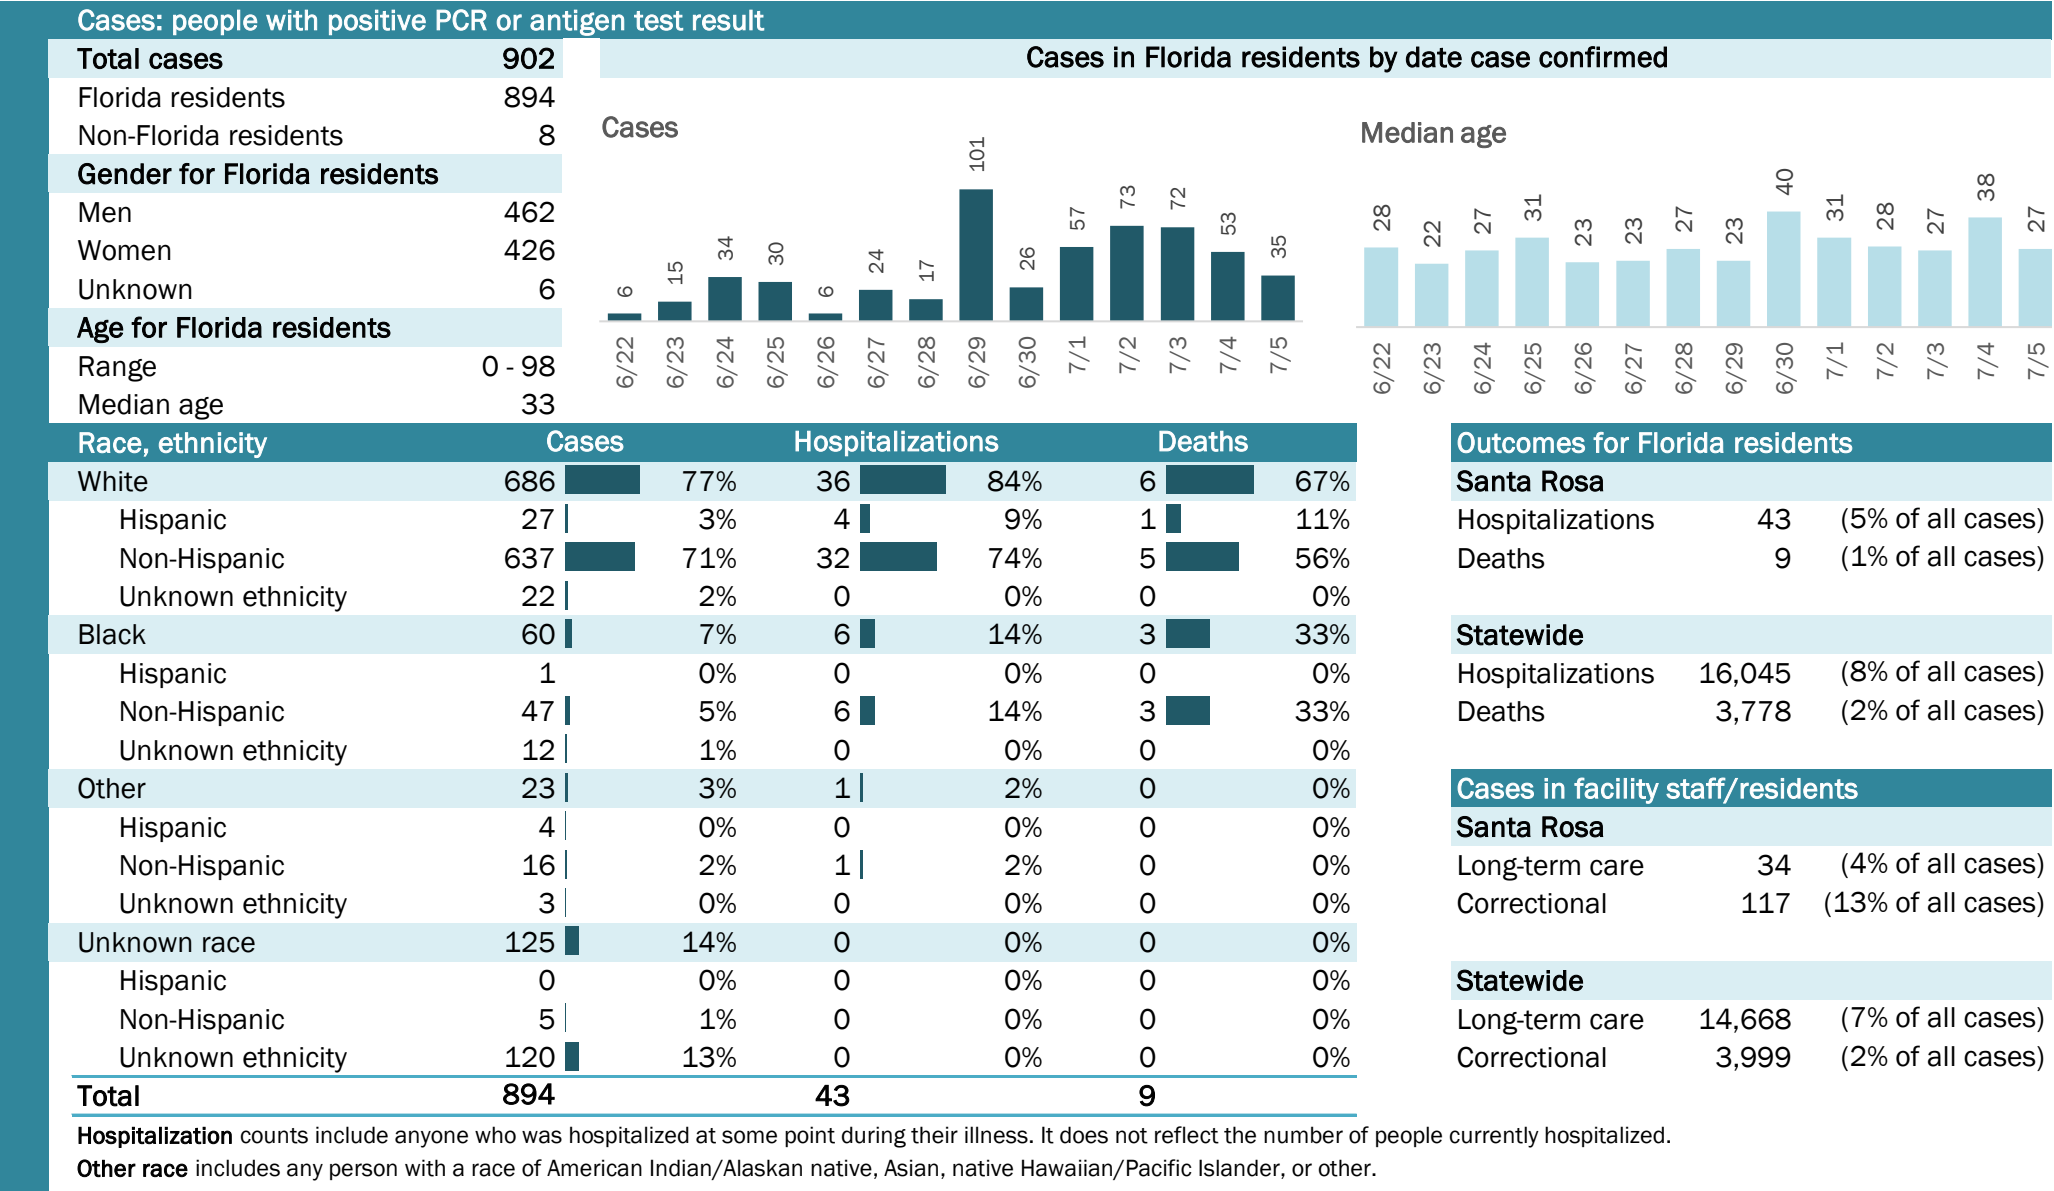 Cases: people with positive PCR or antigen test result
Total cases 902
Florida residents 894
Non-Florida residents 8
Gender for Florida residents
Men 462
Women 426
Unknown 6
Age for Florida residents
Range 0 - 98
Median age 33
Cases in Florida residents by date case confirmed
Cases
6 15 34 30 6 24 17 101 26 57 73 72 53 35
6/22 6/23 6/24 6/25 6/26 6/27 6/28 6/29 6/30 7/1 7/2 7/3 7/4 7/5
Median age
28 22 27 31 23 23 27 23 40 31 28 27 38 27
6/22 6/23 6/24 6/25 6/26 6/27 6/28 6/29 6/30 7/1 7/2 7/3 7/4 7/5
Race, ethnicity Cases Hospitalizations Deaths
White 686 77% 36 84% 6 67%
Hispanic 27 3% 4 9% 1 11%
Non-Hispanic 637 71% 32 74% 5 56%
Unknown ethnicity 22 2% 0 0% 0 0%
Black 60 7% 6 14% 3 33%
Hispanic 1 0% 0 0% 0 0%
Non-Hispanic 47 5% 6 14% 3 33%
Unknown ethnicity 12 1% 0 0% 0 0%
Other 23 3% 1 2% 0 0%
Hispanic 4 0% 0 0% 0 0%
Non-Hispanic 16 2% 1 2% 0 0%
Unknown ethnicity 3 0% 0 0% 0 0%
Unknown race 125 14% 0 0% 0 0%
Hispanic 0 0% 0 0% 0 0%
Non-Hispanic 5 1% 0 0% 0 0%
Unknown ethnicity 120 13% 0 0% 0 0%
Total 894 43 9
Outcomes for Florida residents
Santa Rosa
Hospitalizations 43 (5% of all cases)
Deaths 9 (1% of all cases)
Statewide
Hospitalizations 16,045 (8% of all cases)
Deaths 3,778 (2% of all cases)
Cases in facility staff/residents
Santa Rosa
Long-term care 34 (4% of all cases)
Correctional 117 (13% of all cases)
Statewide
Long-term care 14,668 (7% of all cases)
Correctional 3,999 (2% of all cases)
Hospitalization counts include anyone who was hospitalized at some point during their illness. It does not reflect the number of people currently hospitalized.
Other race includes any person with a race of American Indian/Alaskan native, Asian, native Hawaiian/Pacific Islander, or other.